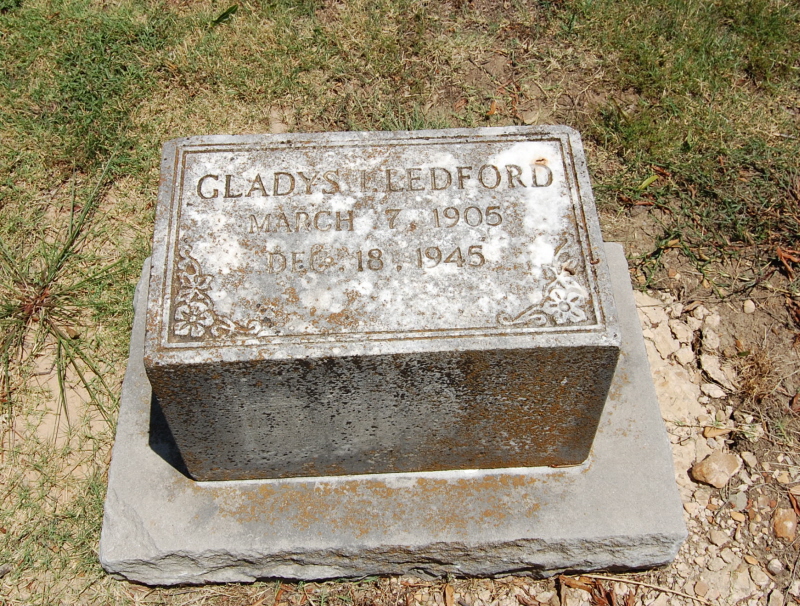 GLADYS I. LEDFORD
MARCH 7, 1905
DEC. 18, 1945